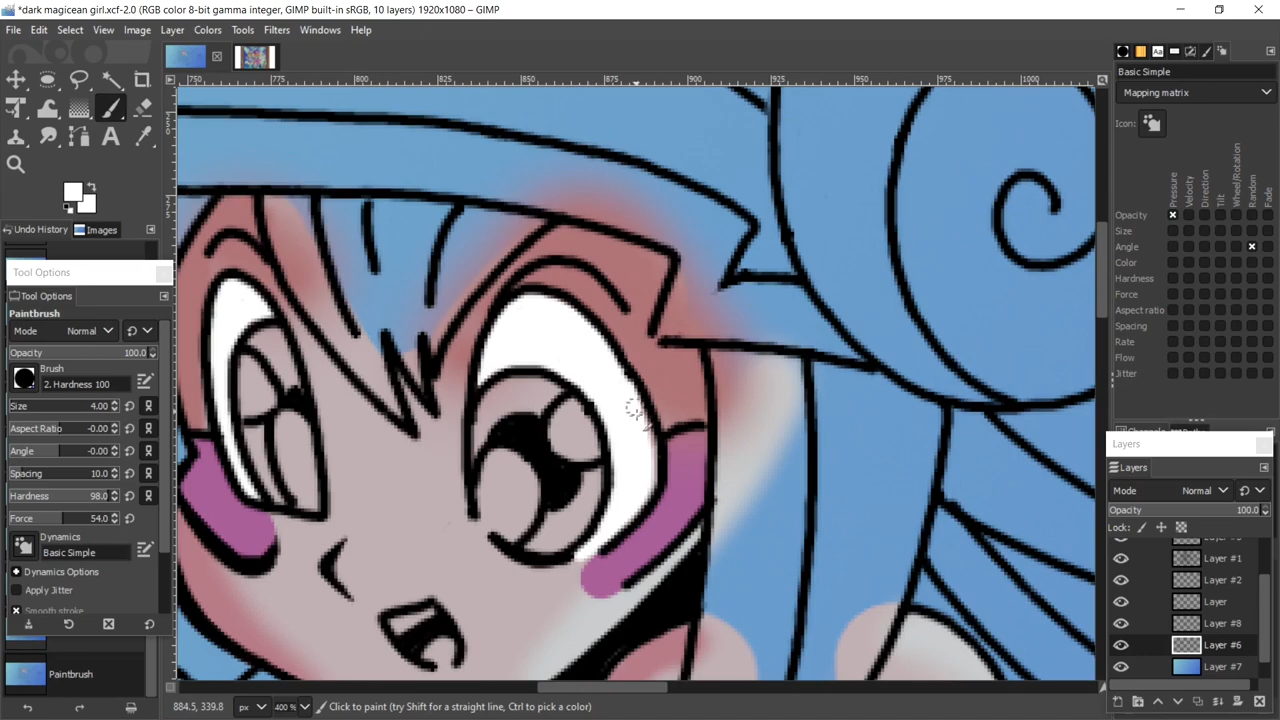 *dark magicean girl.xcf-2.0 (RGB color 8-bit gamma integer, GIMP built-in sRGB, 10 layers) 1920x1080 – GIMP
File Edit Select View Image Layer Colors Tools Filters Windows Help
750 775 800 825 850 875 900 925 950 975 1000
250
275
Basic Simple
Mapping matrix
Icon:
Pressure Velocity Direction Tilt Wheel/Rotation Random Fade
Opacity
Size
Angle
Color
Hardness
Force
Aspect ratio
Spacing
Rate
Flow
Jitter
Undo History Images
Tool Options
Tool Options
Paintbrush
Mode Normal
Opacity 100.0
Brush
2. Hardness 100
Size 4.00
Aspect Ratio -0.00
Angle -0.00
Spacing 10.0
Hardness 98.0
Force 54.0
Dynamics
Basic Simple
Dynamics Options
Apply Jitter
Smooth stroke
Paintbrush
Layers
Layers
Mode Normal
Opacity 100.0
Lock:
Layer #1
Layer #2
Layer
Layer #8
Layer #6
Layer #7
884.5, 339.8 px 400 % Click to paint (try Shift for a straight line, Ctrl to pick a color)